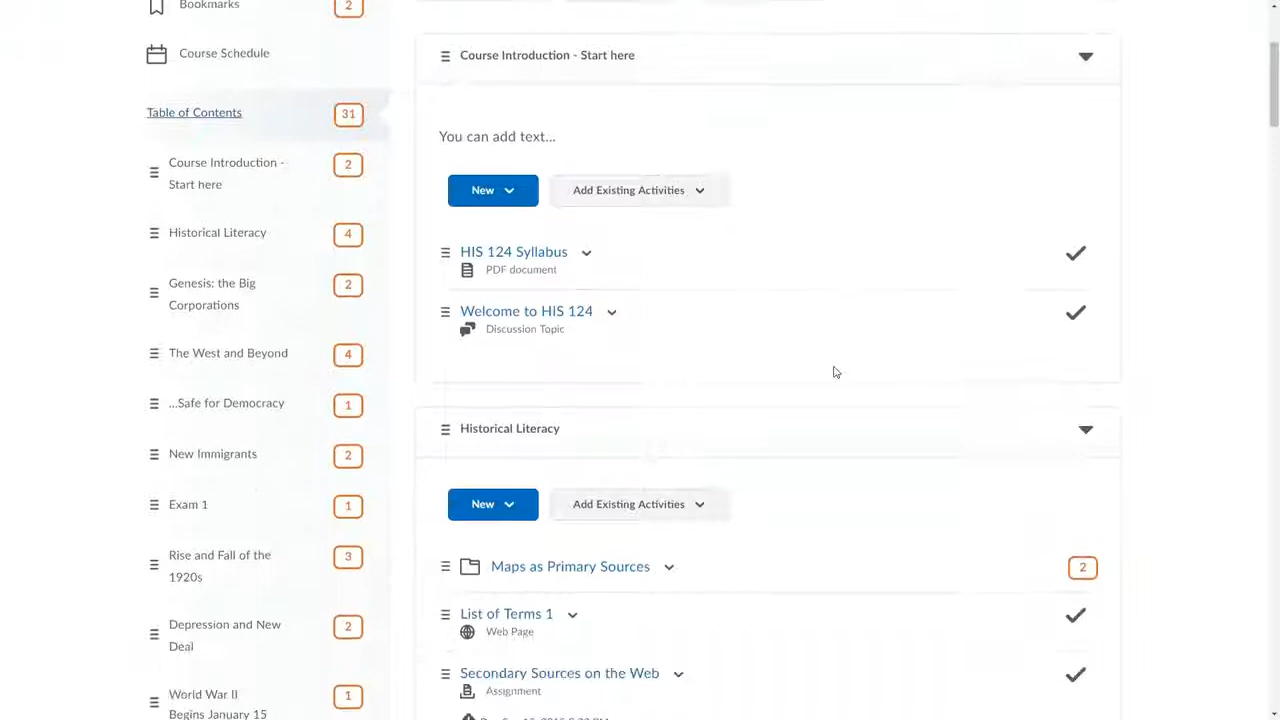 Bookmarks
2
Course Schedule
Table of Contents
31
Course Introduction -
Start here
2
Historical Literacy
4
Genesis: the Big
Corporations
2
The West and Beyond
4
...Safe for Democracy
1
New Immigrants
2
Exam 1
1
Rise and Fall of the
1920s
3
Depression and New
Deal
2
World War II
Begins January 15
1
Course Introduction - Start here
You can add text...
New
Add Existing Activities
HIS 124 Syllabus
PDF document
Welcome to HIS 124
Discussion Topic
Historical Literacy
New
Add Existing Activities
Maps as Primary Sources
2
List of Terms 1
Web Page
Secondary Sources on the Web
Assignment